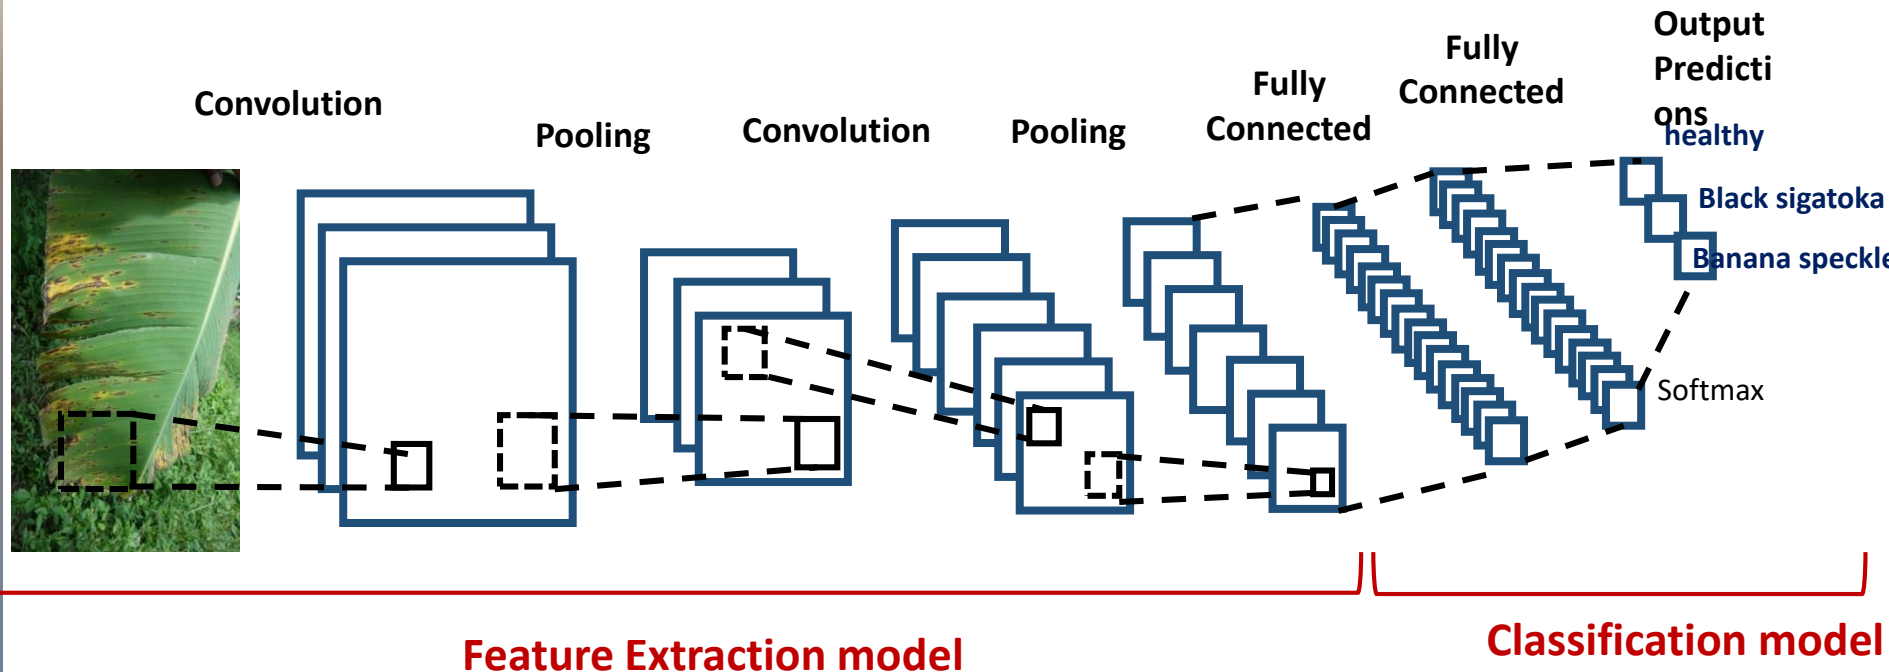 Convolution
Pooling
Convolution
Pooling
Fully
Connected
Fully
Connected
Output
Predicti
ons
healthy
Black sigatoka
Banana speckle
Softmax
Feature Extraction model
Classification model